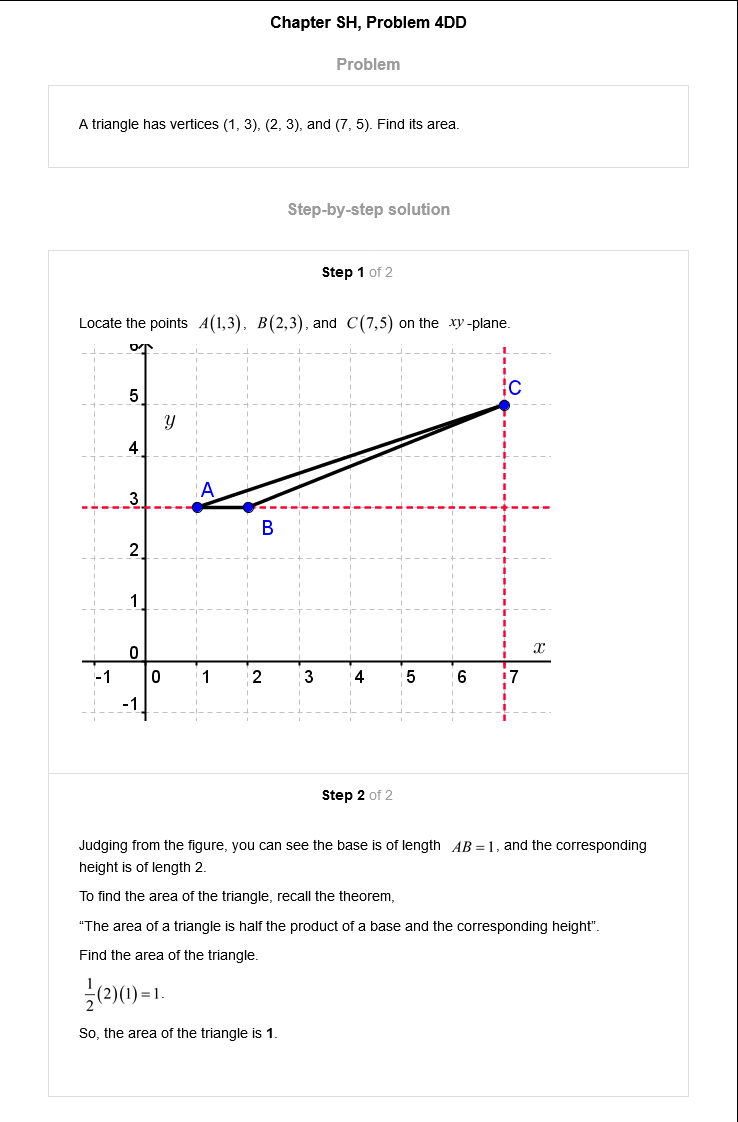 Chapter SH, Problem 4DD
Problem
A triangle has vertices (1, 3), (2, 3), and (7, 5). Find its area.
Step-by-step solution
Step 1 of 2
Locate the points A(1,3), B(2,3), and C(7,5) on the xy-plane.
C
5
y
4
A
3
B
2
1
0
x
-1 0 1 2 3 4 5 6 7
-1
Step 2 of 2
Judging from the figure, you can see the base is of length AB = 1, and the corresponding
height is of length 2.
To find the area of the triangle, recall the theorem,
“The area of a triangle is half the product of a base and the corresponding height”.
Find the area of the triangle.
1/2(2)(1) = 1.
So, the area of the triangle is 1.